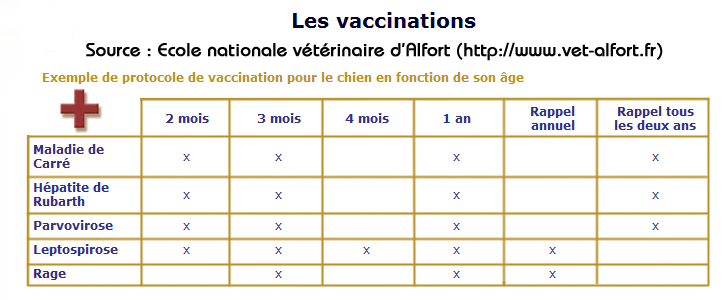 Les vaccinations
Source : Ecole nationale vétérinaire d'Alfort (http://www.vet-alfort.fr)
Exemple de protocole de vaccination pour le chien en fonction de son âge
2 mois 3 mois 4 mois 1 an Rappel annuel Rappel tous les deux ans
Maladie de Carré x x x x
Hépatite de Rubarth x x x x
Parvovirose x x x x
Leptospirose x x x x x
Rage x x x